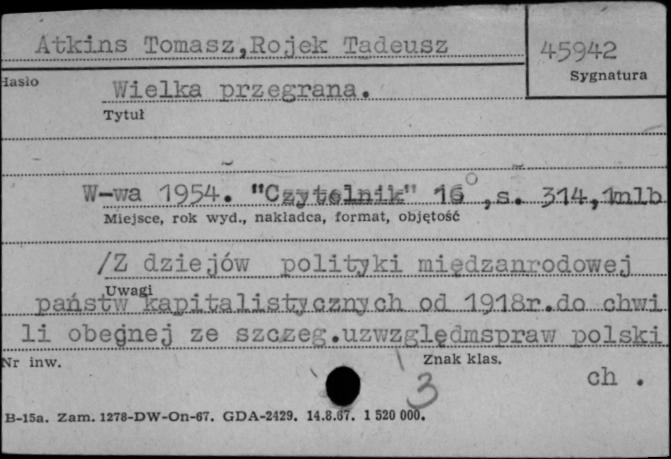 Atkins Tomasz,Rojek Tadeusz
45942
Hasło
Sygnatura
Wielka przegrana.
Tytuł
W-wa 1954. "Czytelnik" 16°,s. 314,1mlb
Miejsce, rok wyd., nakładca, format, objętość
/Z dziejów polityki międzanrodowej
Uwagi
państw kapitalistycznych od 1918r.do chwi
li obegnej ze szczeg.uzwzględmspraw polski
Nr inw.
Znak klas.
ch .
3
B-15a. Zam. 1278-DW-On-67. GDA-2429. 14.8.67. 1 520 000.